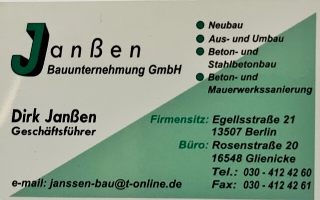 Janßen
Bauunternehmung GmbH
Neubau
Aus- und Umbau
Beton- und
Stahlbetonbau
Beton- und
Mauerwerkssanierung
Dirk Janßen
Geschäftsführer
Firmensitz: Egellsstraße 21
13507 Berlin
Büro: Rosenstraße 20
16548 Glienicke
Tel.: 030 - 412 42 60
Fax: 030 - 412 42 61
e-mail: janssen-bau@t-online.de